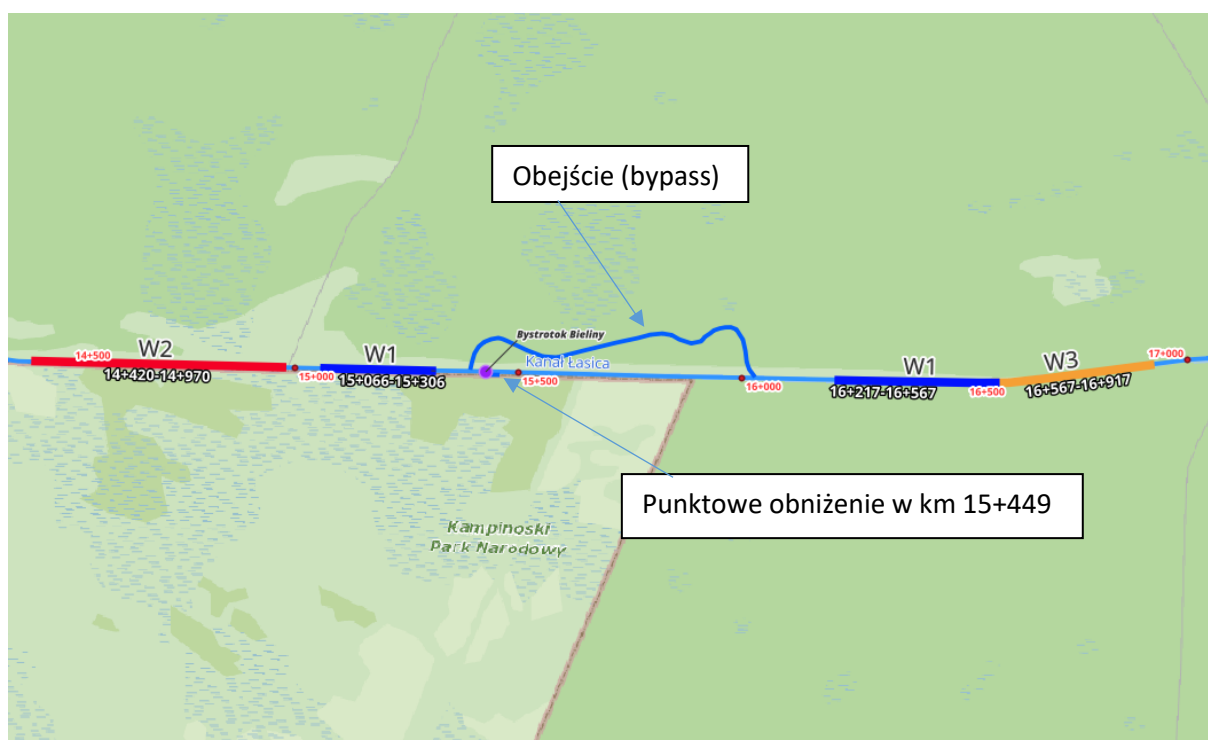 Obejście (bypass)
Bystrotok Bieliny
Kanał Łasica
W2
14+500
14+420-14+970
15+000
W1
15+066-15+306
15+500
16+000
W1
16+217-16+567
16+500
W3
16+567-16+917
17+000
Punktowe obniżenie w km 15+449
Kampinoski
Park Narodowy